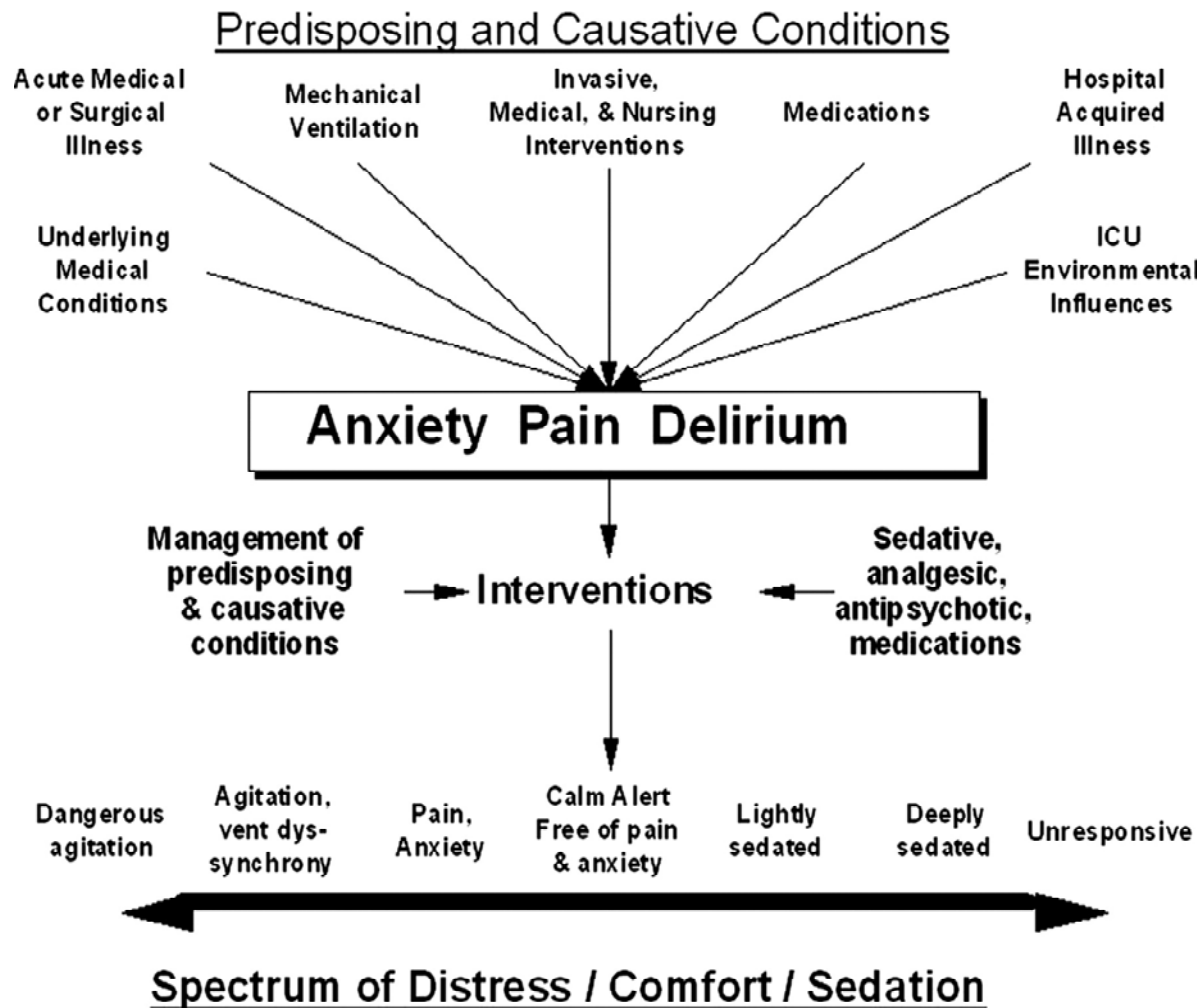 Predisposing and Causative Conditions
Acute Medical
or Surgical
Illness
Mechanical
Ventilation
Invasive,
Medical, & Nursing
Interventions
Medications
Hospital
Acquired
Illness
Underlying
Medical
Conditions
ICU
Environmental
Influences
Anxiety Pain Delirium
Management of
predisposing
& causative
conditions
Interventions
Sedative,
analgesic,
antipsychotic,
medications
Dangerous
agitation
Agitation,
vent dys-
synchrony
Pain,
Anxiety
Calm Alert
Free of pain
& anxiety
Lightly
sedated
Deeply
sedated
Unresponsive
Spectrum of Distress / Comfort / Sedation